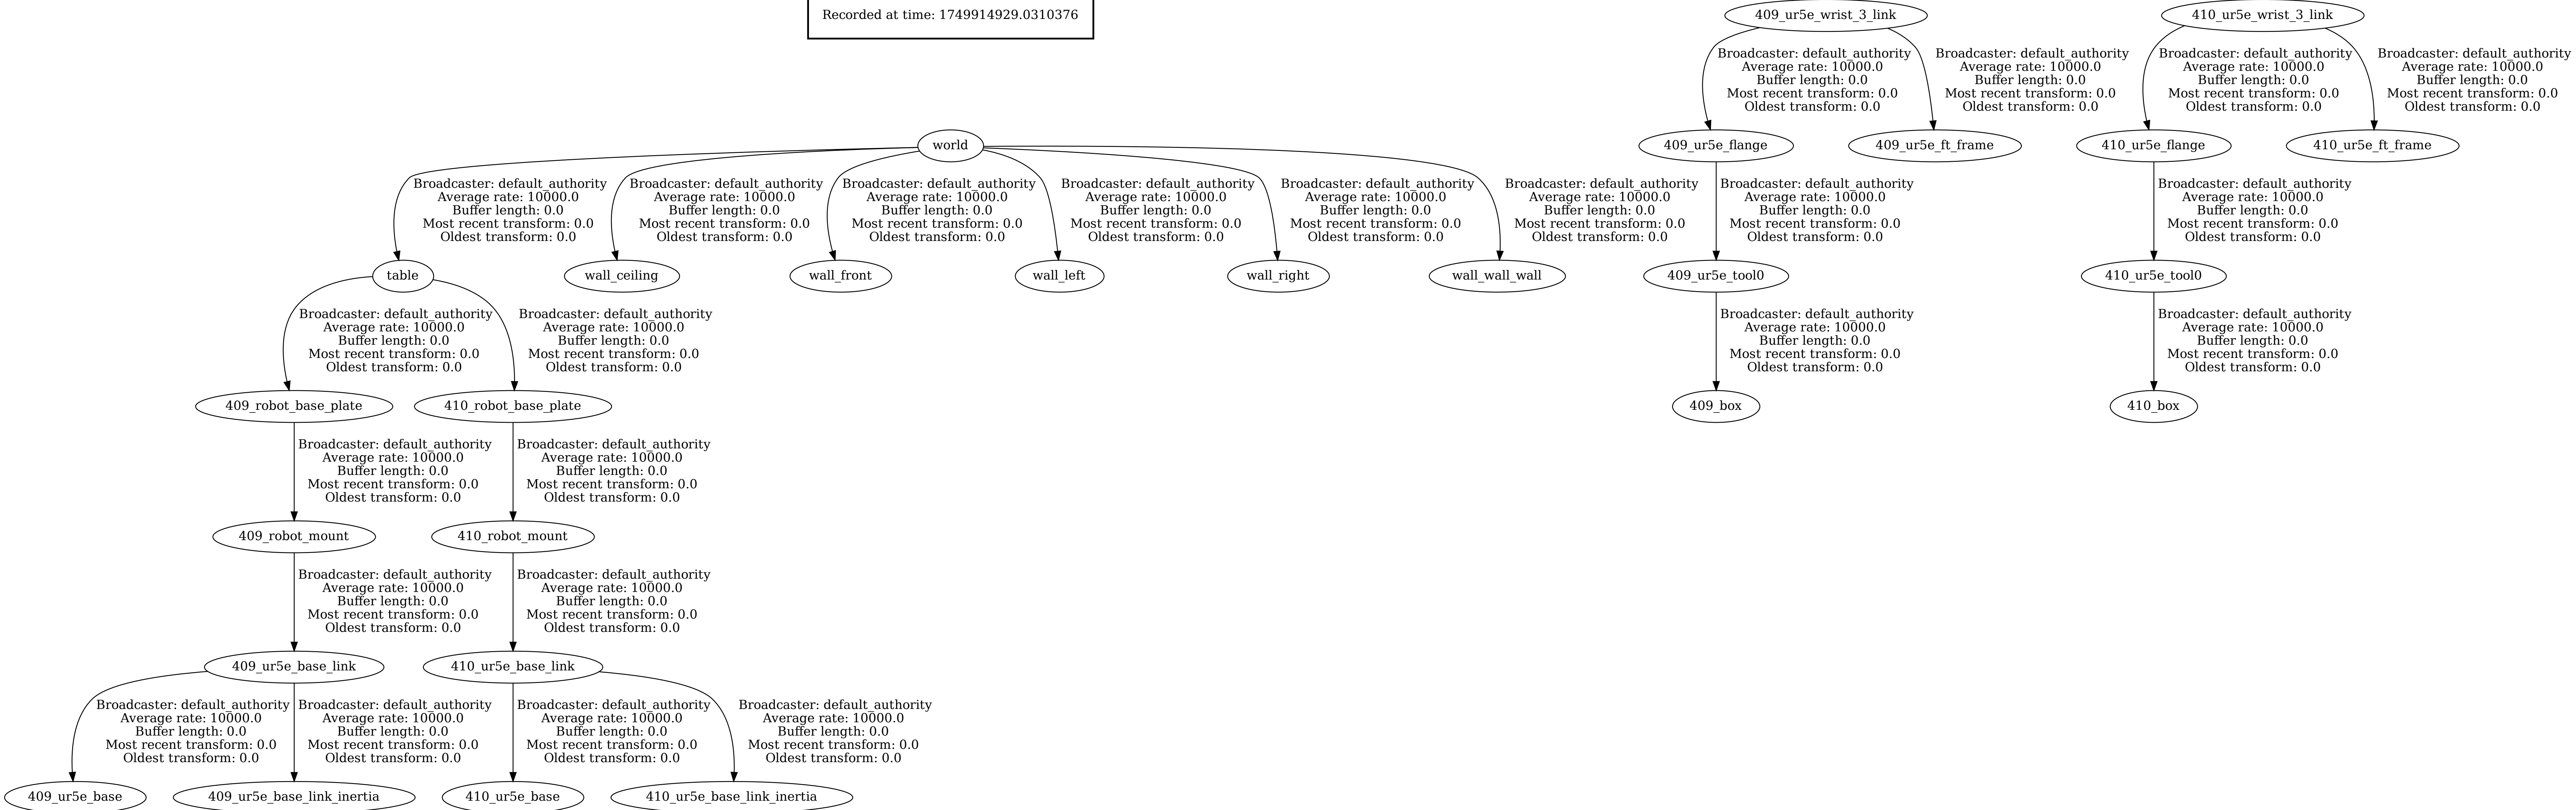 Recorded at time: 1749914929.0310376
409_ur5e_wrist_3_link
410_ur5e_wrist_3_link
Broadcaster: default_authority
Average rate: 10000.0
Buffer length: 0.0
Most recent transform: 0.0
Oldest transform: 0.0
Broadcaster: default_authority
Average rate: 10000.0
Buffer length: 0.0
Most recent transform: 0.0
Oldest transform: 0.0
Broadcaster: default_authority
Average rate: 10000.0
Buffer length: 0.0
Most recent transform: 0.0
Oldest transform: 0.0
Broadcaster: default_authority
Average rate: 10000.0
Buffer length: 0.0
Most recent transform: 0.0
Oldest transform: 0.0
world
409_ur5e_flange
409_ur5e_ft_frame
410_ur5e_flange
410_ur5e_ft_frame
Broadcaster: default_authority
Average rate: 10000.0
Buffer length: 0.0
Most recent transform: 0.0
Oldest transform: 0.0
Broadcaster: default_authority
Average rate: 10000.0
Buffer length: 0.0
Most recent transform: 0.0
Oldest transform: 0.0
Broadcaster: default_authority
Average rate: 10000.0
Buffer length: 0.0
Most recent transform: 0.0
Oldest transform: 0.0
Broadcaster: default_authority
Average rate: 10000.0
Buffer length: 0.0
Most recent transform: 0.0
Oldest transform: 0.0
Broadcaster: default_authority
Average rate: 10000.0
Buffer length: 0.0
Most recent transform: 0.0
Oldest transform: 0.0
Broadcaster: default_authority
Average rate: 10000.0
Buffer length: 0.0
Most recent transform: 0.0
Oldest transform: 0.0
Broadcaster: default_authority
Average rate: 10000.0
Buffer length: 0.0
Most recent transform: 0.0
Oldest transform: 0.0
Broadcaster: default_authority
Average rate: 10000.0
Buffer length: 0.0
Most recent transform: 0.0
Oldest transform: 0.0
table
wall_ceiling
wall_front
wall_left
wall_right
wall_wall_wall
409_ur5e_tool0
410_ur5e_tool0
Broadcaster: default_authority
Average rate: 10000.0
Buffer length: 0.0
Most recent transform: 0.0
Oldest transform: 0.0
Broadcaster: default_authority
Average rate: 10000.0
Buffer length: 0.0
Most recent transform: 0.0
Oldest transform: 0.0
Broadcaster: default_authority
Average rate: 10000.0
Buffer length: 0.0
Most recent transform: 0.0
Oldest transform: 0.0
Broadcaster: default_authority
Average rate: 10000.0
Buffer length: 0.0
Most recent transform: 0.0
Oldest transform: 0.0
409_robot_base_plate
410_robot_base_plate
409_box
410_box
Broadcaster: default_authority
Average rate: 10000.0
Buffer length: 0.0
Most recent transform: 0.0
Oldest transform: 0.0
Broadcaster: default_authority
Average rate: 10000.0
Buffer length: 0.0
Most recent transform: 0.0
Oldest transform: 0.0
409_robot_mount
410_robot_mount
Broadcaster: default_authority
Average rate: 10000.0
Buffer length: 0.0
Most recent transform: 0.0
Oldest transform: 0.0
Broadcaster: default_authority
Average rate: 10000.0
Buffer length: 0.0
Most recent transform: 0.0
Oldest transform: 0.0
409_ur5e_base_link
410_ur5e_base_link
Broadcaster: default_authority
Average rate: 10000.0
Buffer length: 0.0
Most recent transform: 0.0
Oldest transform: 0.0
Broadcaster: default_authority
Average rate: 10000.0
Buffer length: 0.0
Most recent transform: 0.0
Oldest transform: 0.0
Broadcaster: default_authority
Average rate: 10000.0
Buffer length: 0.0
Most recent transform: 0.0
Oldest transform: 0.0
Broadcaster: default_authority
Average rate: 10000.0
Buffer length: 0.0
Most recent transform: 0.0
Oldest transform: 0.0
409_ur5e_base
409_ur5e_base_link_inertia
410_ur5e_base
410_ur5e_base_link_inertia